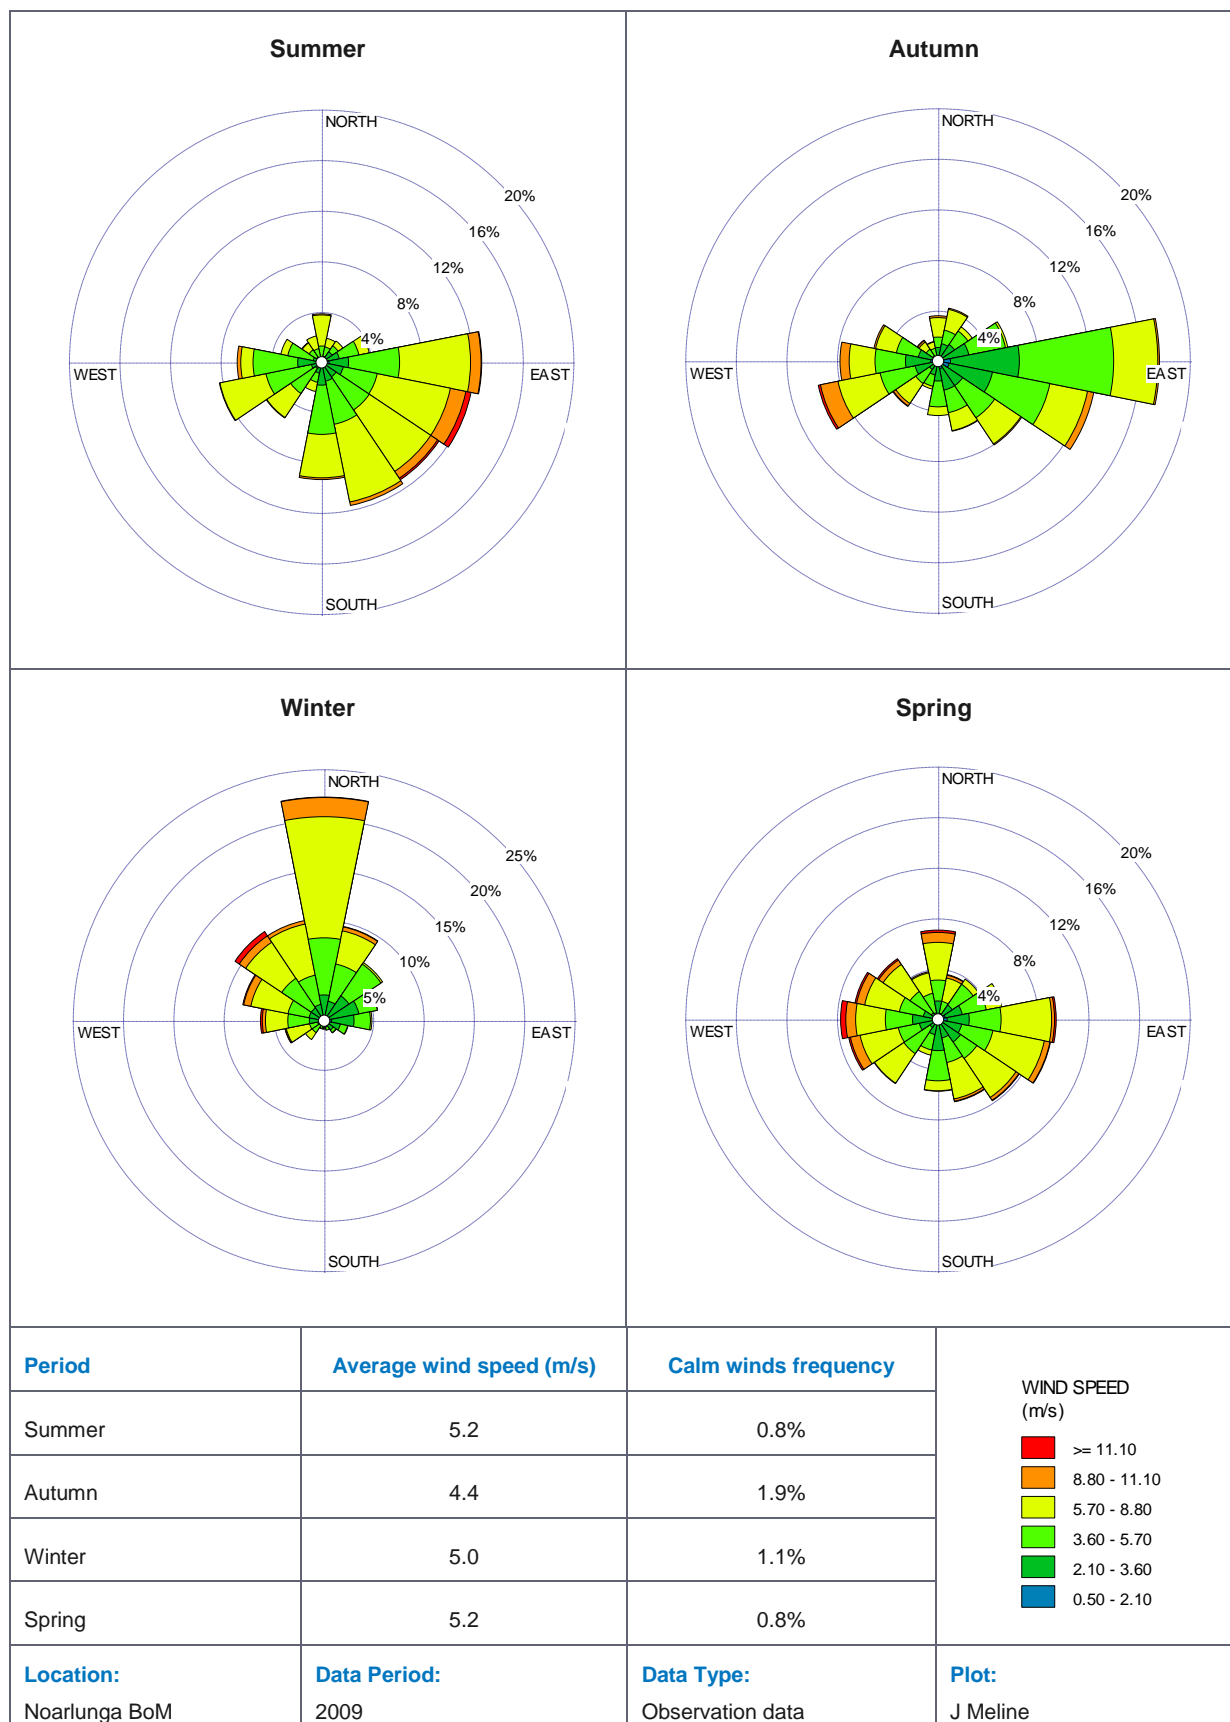 Summer
NORTH
20%
16%
12%
8%
4%
WEST
EAST
SOUTH
Autumn
NORTH
20%
16%
12%
8%
4%
WEST
EAST
SOUTH
Winter
NORTH
25%
20%
15%
10%
5%
WEST
EAST
SOUTH
Spring
NORTH
20%
16%
12%
8%
4%
WEST
EAST
SOUTH
Period Average wind speed (m/s) Calm winds frequency
Summer 5.2 0.8%
Autumn 4.4 1.9%
Winter 5.0 1.1%
Spring 5.2 0.8%
WIND SPEED
(m/s)
>= 11.10
8.80 - 11.10
5.70 - 8.80
3.60 - 5.70
2.10 - 3.60
0.50 - 2.10
Location: Data Period: Data Type: Plot:
Noarlunga BoM 2009 Observation data J Meline